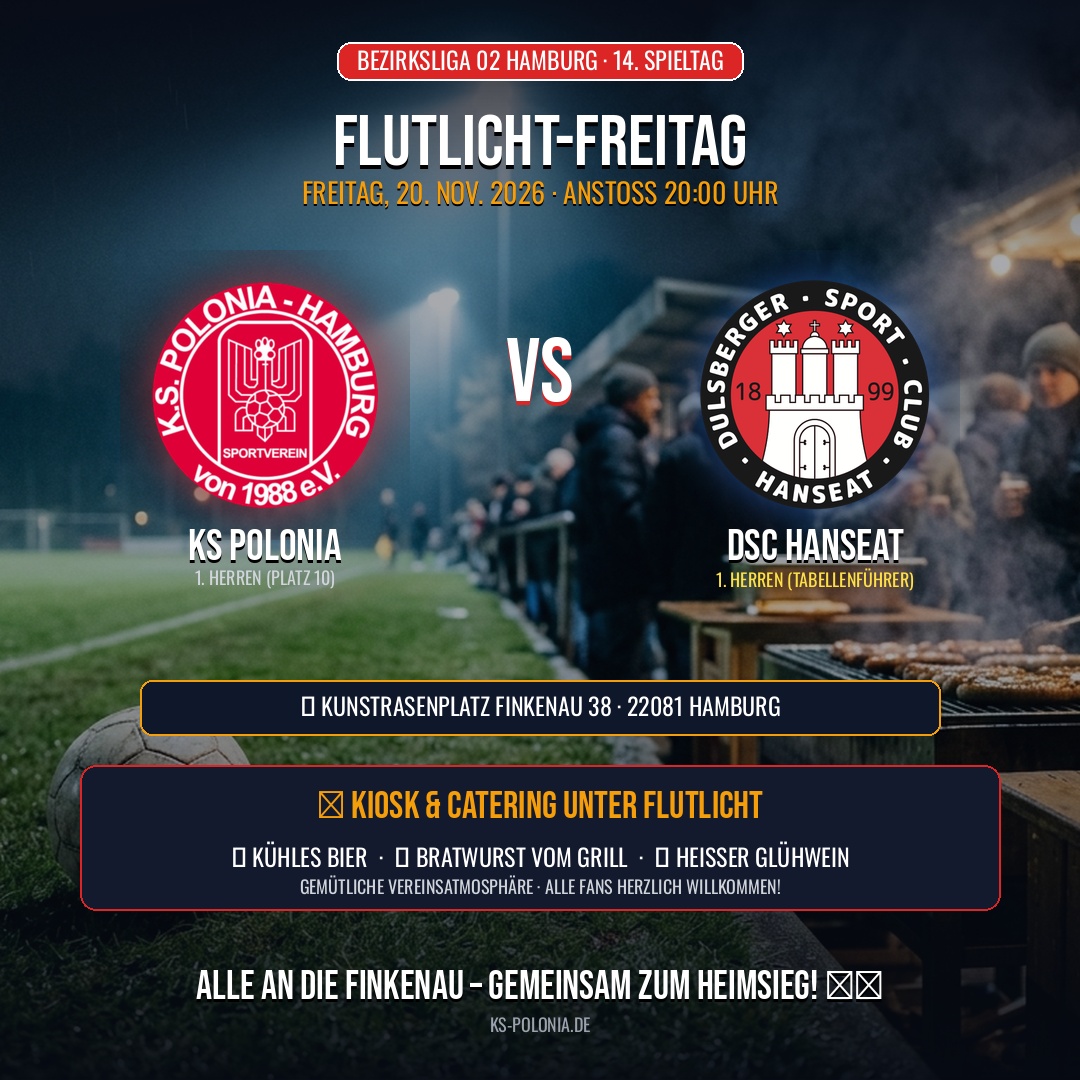 BEZIRKSLIGA 02 HAMBURG · 14. SPIELTAG
FLUTLICHT-FREITAG
FREITAG, 20. NOV. 2026 · ANSTOSS 20:00 UHR
K.S. POLONIA - HAMBURG
SPORTVEREIN
von 1988 e.V.
VS
DULSBERGER · SPORT · CLUB · HANSEAT ·
18 99
KS POLONIA
1. HERREN (PLATZ 10)
DSC HANSEAT
1. HERREN (TABELLENFÜHRER)
KUNSTRASENPLATZ FINKENAU 38 · 22081 HAMBURG
KIOSK & CATERING UNTER FLUTLICHT
KÜHLES BIER · BRATWURST VOM GRILL · HEISSER GLÜHWEIN
GEMÜTLICHE VEREINSATMOSPHÄRE · ALLE FANS HERZLICH WILLKOMMEN!
ALLE AN DIE FINKENAU – GEMEINSAM ZUM HEIMSIEG!
KS-POLONIA.DE